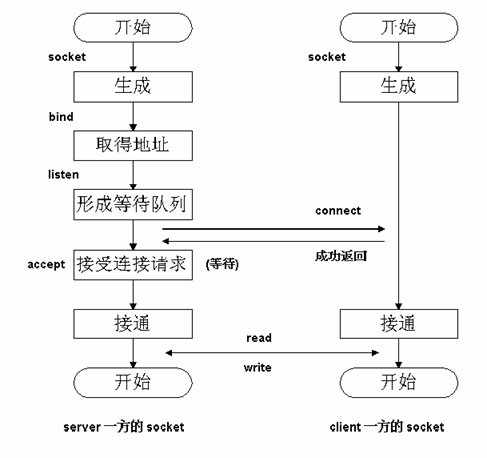 开始
开始
socket
socket
生成
生成
bind
取得地址
listen
形成等待队列
connect
成功返回
accept
接受连接请求
(等待)
接通
接通
read
write
开始
开始
server 一方的 socket
client 一方的 socket